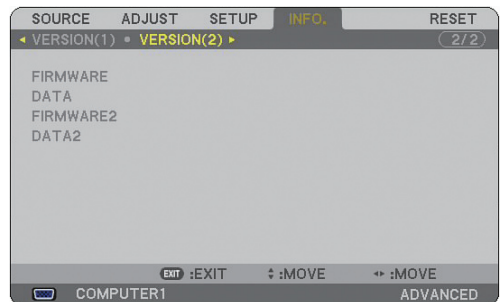 SOURCE ADJUST SETUP INFO. RESET
VERSION(1) • VERSION(2) 2/2
FIRMWARE
DATA
FIRMWARE2
DATA2
EXIT :EXIT :MOVE :MOVE
COMPUTER1 ADVANCED